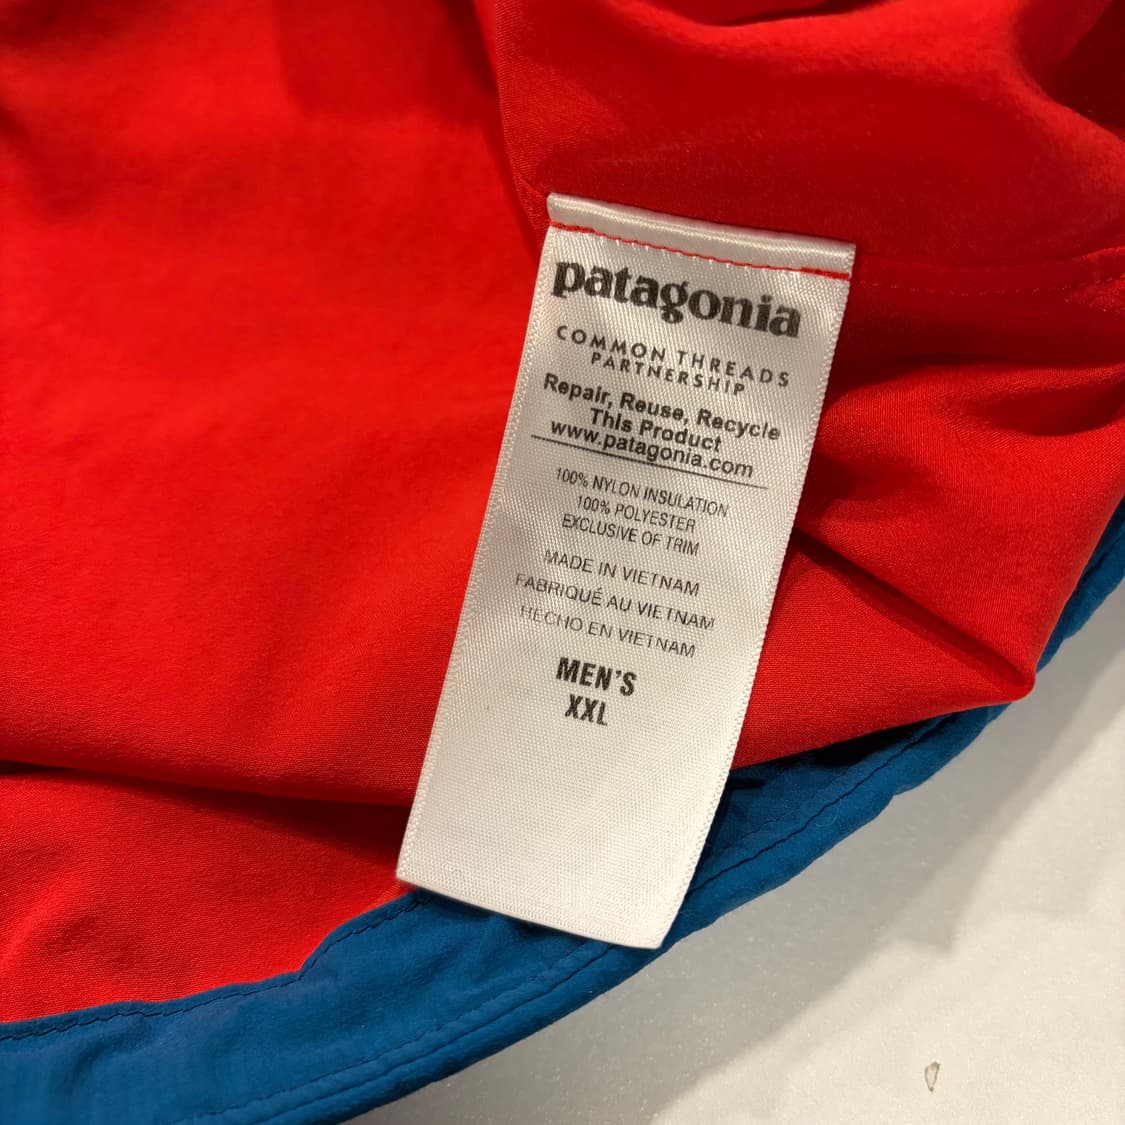 patagonia
COMMON THREADS
PARTNERSHIP
Repair, Reuse, Recycle
This Product
www.patagonia.com
100% NYLON INSULATION
100% POLYESTER
EXCLUSIVE OF TRIM
MADE IN VIETNAM
FABRIQUÉ AU VIETNAM
HECHO EN VIETNAM
MEN'S
XXL